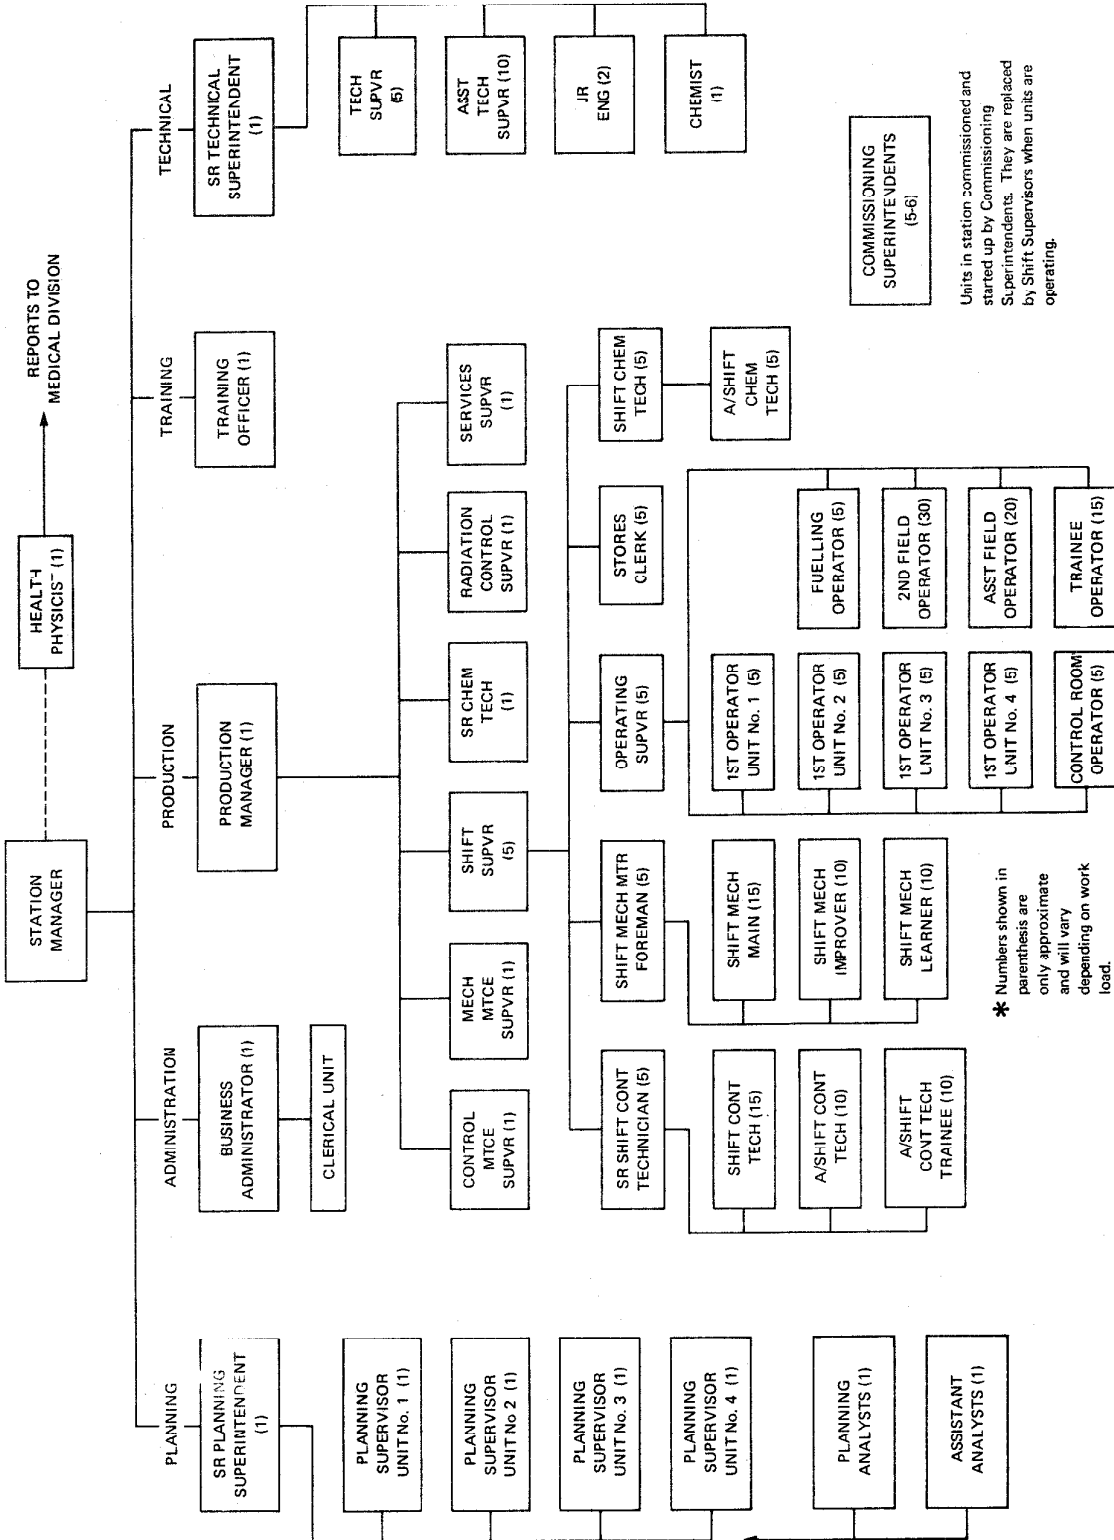 STATION
MANAGER
HEALTH
PHYSICIST (1)
REPORTS TO
MEDICAL DIVISION
PLANNING
ADMINISTRATION
PRODUCTION
TRAINING
TECHNICAL
SR PLANNING
SUPERINTENDENT
(1)
BUSINESS
ADMINISTRATOR (1)
PRODUCTION
MANAGER (1)
TRAINING
OFFICER (1)
SR TECHNICAL
SUPERINTENDENT
(1)
CLERICAL UNIT
PLANNING
SUPERVISOR
UNIT No. 1 (1)
PLANNING
SUPERVISOR
UNIT No 2 (1)
PLANNING
SUPERVISOR
UNIT No. 3 (1)
PLANNING
SUPERVISOR
UNIT No. 4 (1)
PLANNING
ANALYSTS (1)
ASSISTANT
ANALYSTS (1)
CONTROL
MTCE
SUPVR (1)
MECH
MTCE
SUPVR (1)
SHIFT
SUPVR
(5)
SR CHEM
TECH
(1)
RADIATION
CONTROL
SUPVR (1)
SERVICES
SUPVR
(1)
TECH
SUPVR
(5)
ASST
TECH
SUPVR (10)
JR
ENG (2)
CHEMIST
(1)
SR SHIFT CONT
TECHNICIAN (5)
SHIFT MECH MTR
FOREMAN (5)
OPERATING
SUPVR (5)
STORES
CLERK (5)
SHIFT CHEM
TECH (5)
SHIFT CONT
TECH (15)
A/SHIFT CONT
TECH (10)
A/SHIFT
CONT TECH
TRAINEE (10)
SHIFT MECH
MAIN (15)
SHIFT MECH
IMPROVER (10)
SHIFT MECH
LEARNER (10)
1ST OPERATOR
UNIT No. 1 (5)
1ST OPERATOR
UNIT No. 2 (5)
1ST OPERATOR
UNIT No. 3 (5)
1ST OPERATOR
UNIT No. 4 (5)
CONTROL ROOM
OPERATOR (5)
FUELLING
OPERATOR (5)
2ND FIELD
OPERATOR (30)
ASST FIELD
OPERATOR (20)
TRAINEE
OPERATOR (15)
A/SHIFT
CHEM
TECH (5)
COMMISSIONING
SUPERINTENDENTS
(5-6)
Units in station commissioned and
started up by Commissioning
Superintendents. They are replaced
by Shift Supervisors when units are
operating.
* Numbers shown in
parenthesis are
only approximate
and will vary
depending on work
load.